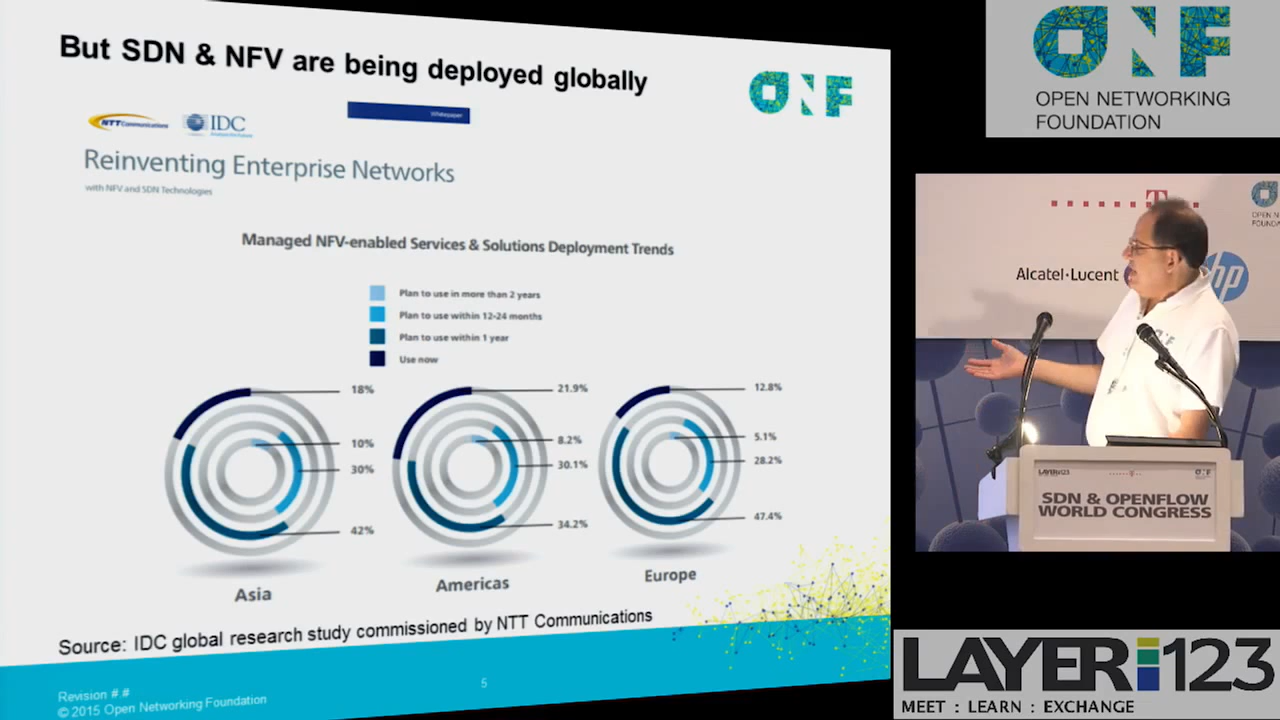 But SDN & NFV are being deployed globally
ONF
NTT Communications
IDC
Whitepaper
Reinventing Enterprise Networks
with NFV and SDN Technologies
Managed NFV-enabled Services & Solutions Deployment Trends
Plan to use in more than 2 years
Plan to use within 12-24 months
Plan to use within 1 year
Use now
18%
10%
30%
42%
Asia
21.9%
8.2%
30.1%
34.2%
Americas
12.8%
5.1%
28.2%
47.4%
Europe
Source: IDC global research study commissioned by NTT Communications
Revision #.#
© 2015 Open Networking Foundation
5
ONF
OPEN NETWORKING
FOUNDATION
T
OPEN N
FOUND
Alcatel·Lucent
hp
LAYER123
SDN & OPENFLOW
WORLD CONGRESS
LAYER123
MEET : LEARN : EXCHANGE